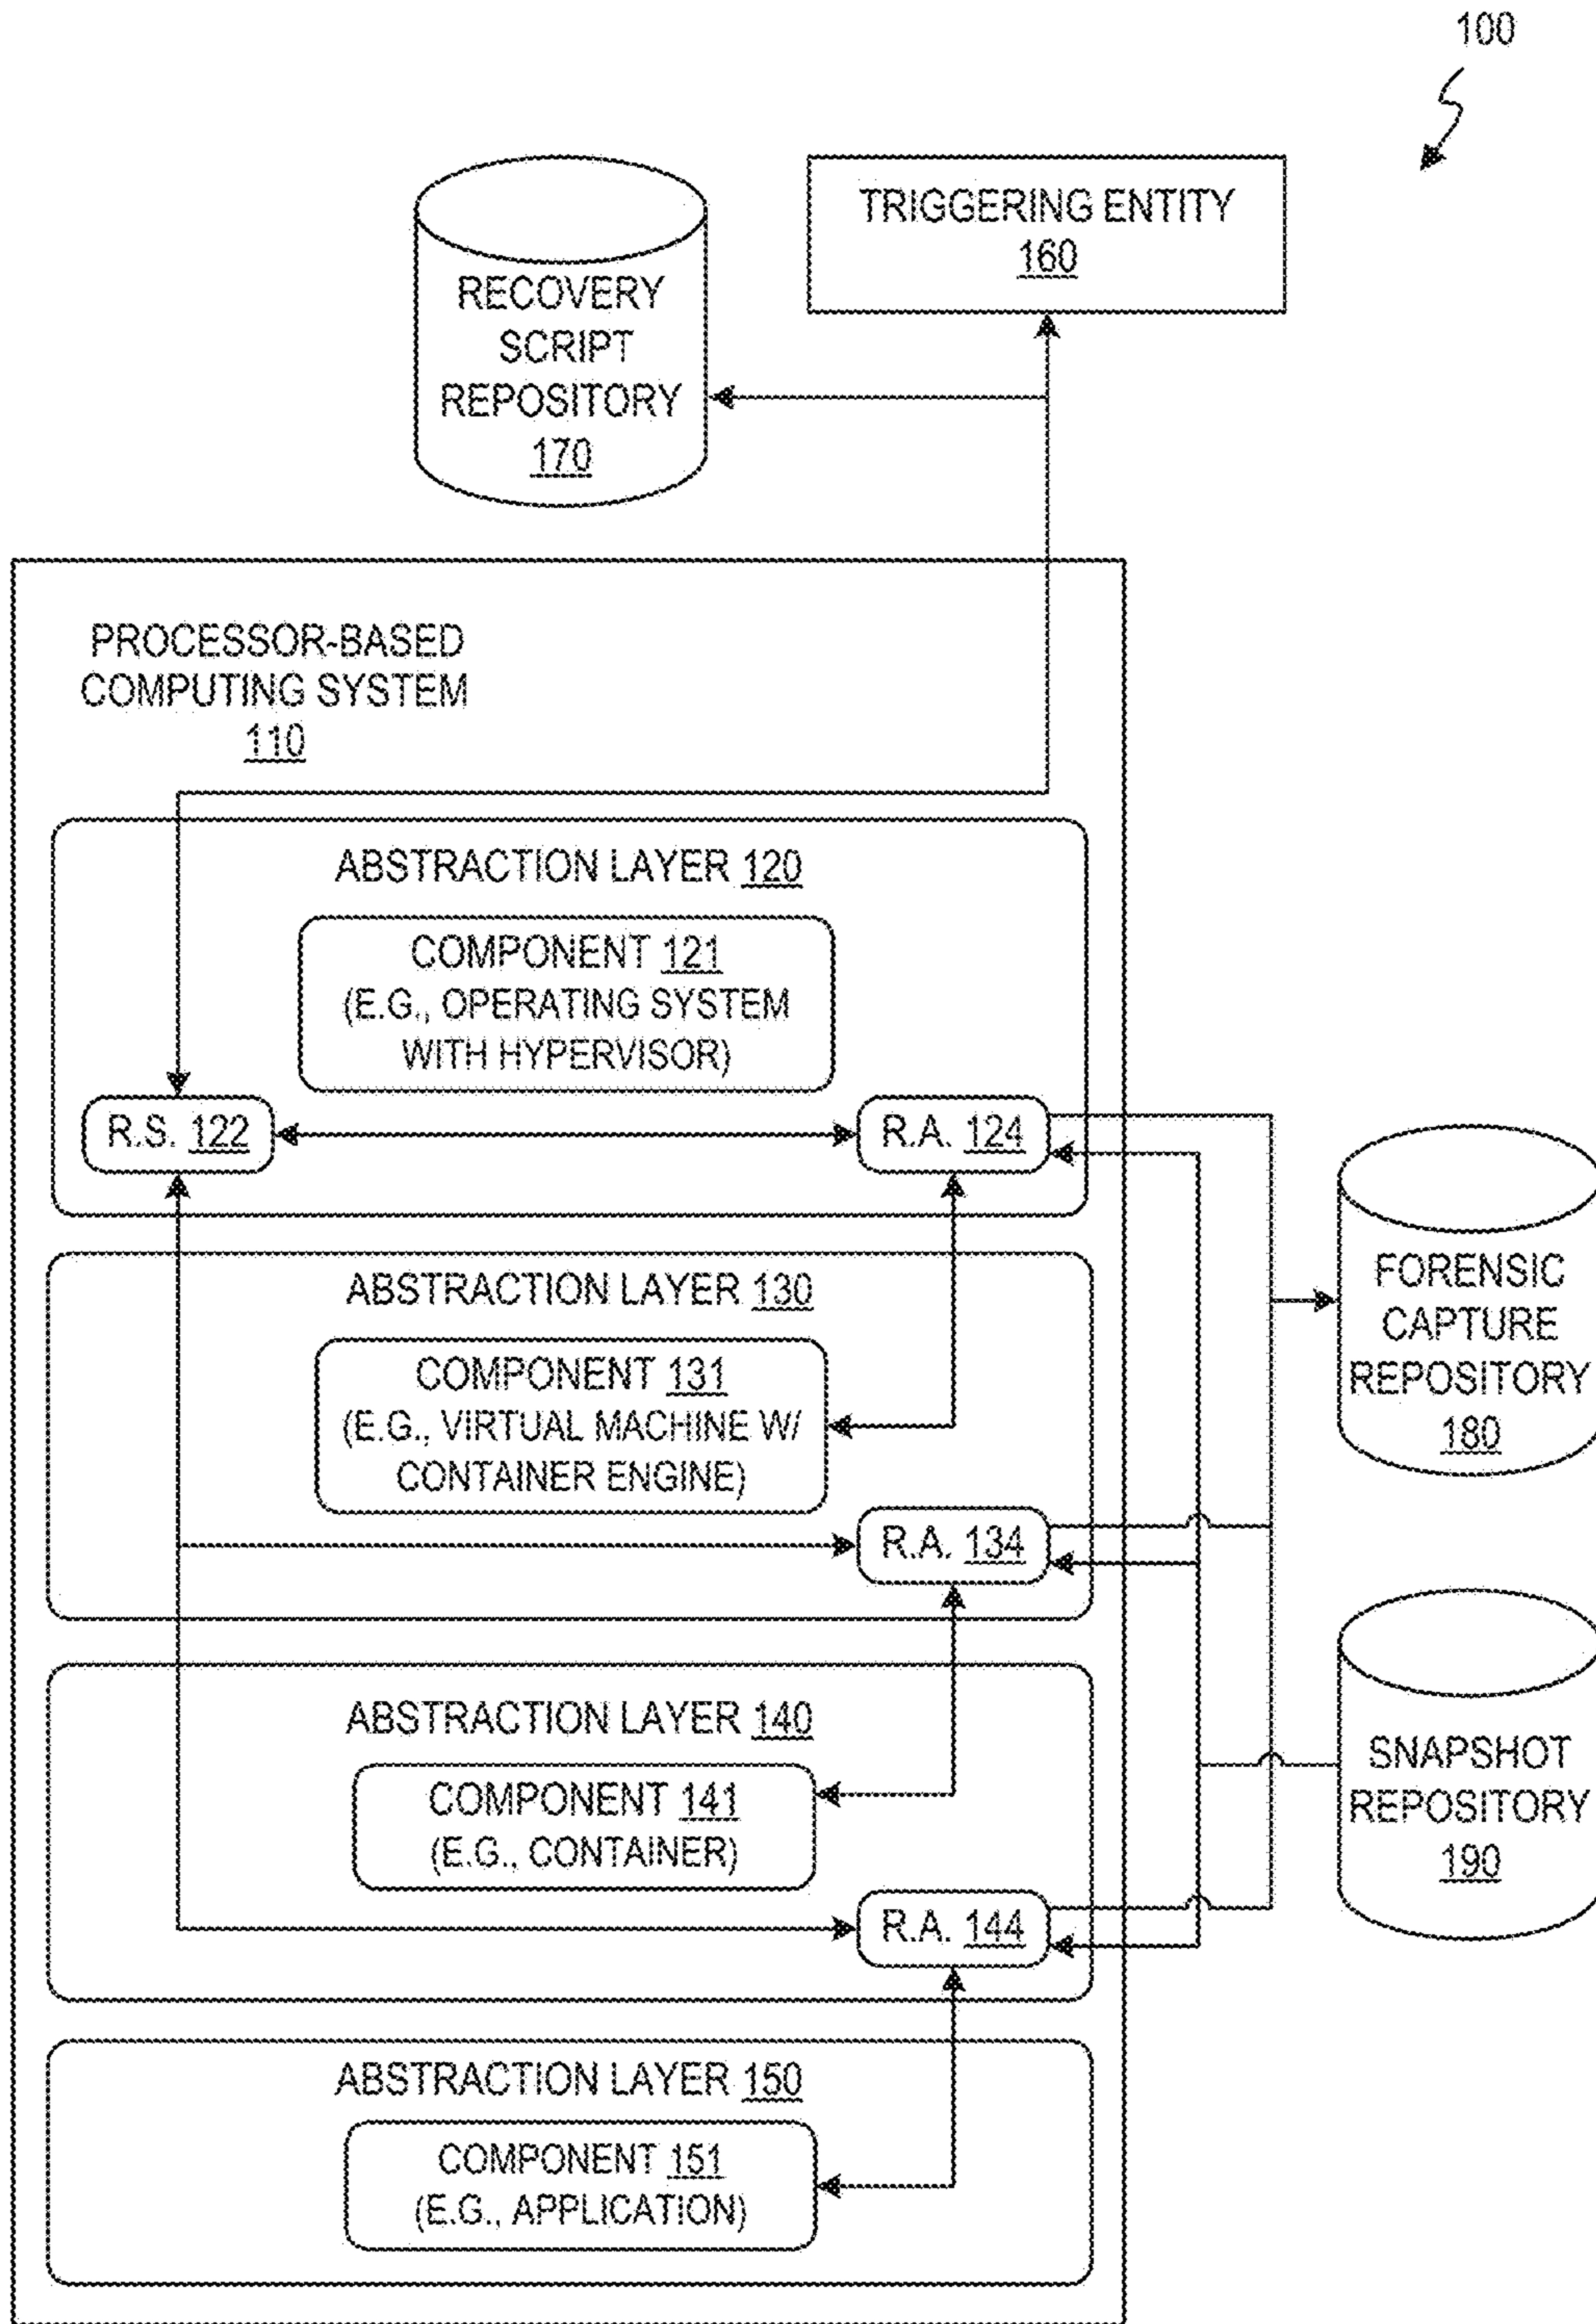 100
TRIGGERING ENTITY
160
RECOVERY
SCRIPT
REPOSITORY
170
PROCESSOR-BASED
COMPUTING SYSTEM
110
ABSTRACTION LAYER 120
COMPONENT 121
(E.G., OPERATING SYSTEM
WITH HYPERVISOR)
R.S. 122
R.A. 124
ABSTRACTION LAYER 130
COMPONENT 131
(E.G., VIRTUAL MACHINE W/
CONTAINER ENGINE)
R.A. 134
FORENSIC
CAPTURE
REPOSITORY
180
ABSTRACTION LAYER 140
COMPONENT 141
(E.G., CONTAINER)
R.A. 144
SNAPSHOT
REPOSITORY
190
ABSTRACTION LAYER 150
COMPONENT 151
(E.G., APPLICATION)